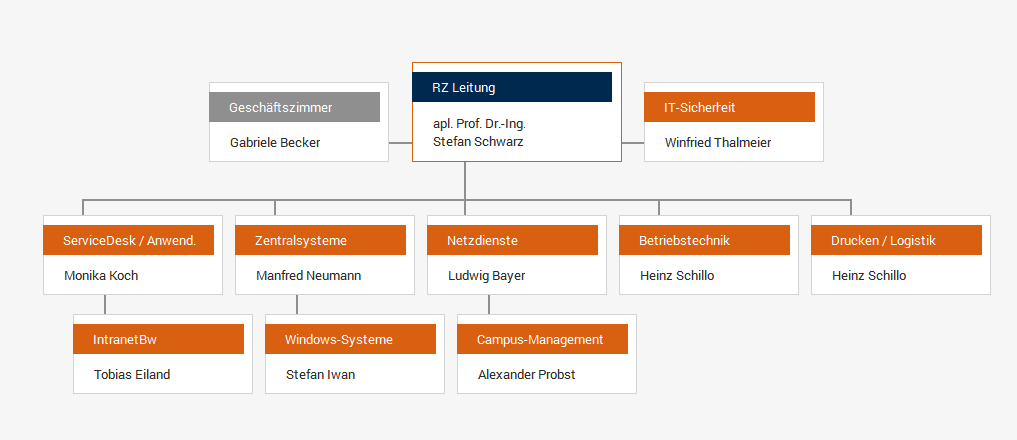 RZ Leitung
apl. Prof. Dr.-Ing.
Stefan Schwarz
Geschäftszimmer
Gabriele Becker
IT-Sicherheit
Winfried Thalmeier
ServiceDesk / Anwend.
Monika Koch
Zentralsysteme
Manfred Neumann
Netzdienste
Ludwig Bayer
Betriebstechnik
Heinz Schillo
Drucken / Logistik
Heinz Schillo
IntranetBw
Tobias Eiland
Windows-Systeme
Stefan Iwan
Campus-Management
Alexander Probst